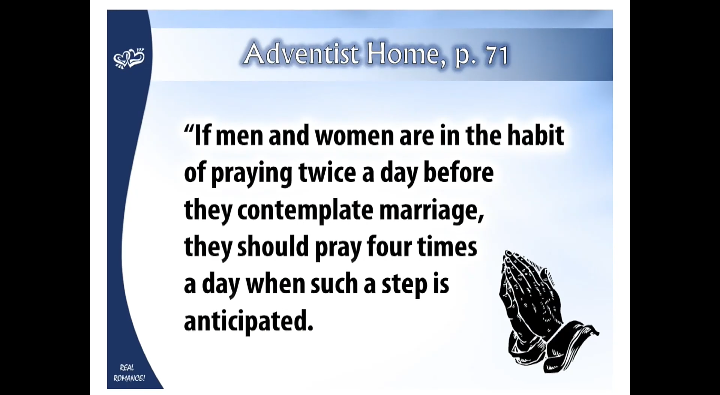 Adventist Home, p. 71
“If men and women are in the habit
of praying twice a day before
they contemplate marriage,
they should pray four times
a day when such a step is
anticipated.
REAL
ROMANCE!